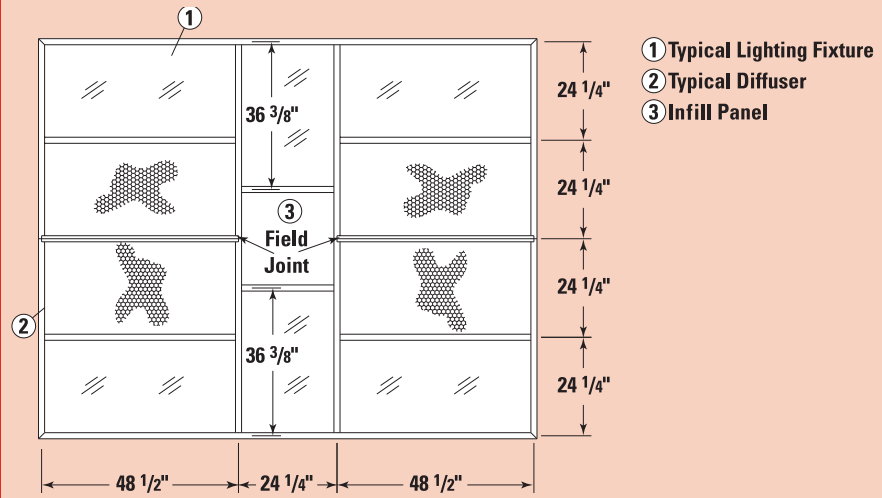 1
36 3/8"
24 1/4"
24 1/4"
3
Field
Joint
24 1/4"
2
36 3/8"
24 1/4"
48 1/2"
24 1/4"
48 1/2"
1 Typical Lighting Fixture
2 Typical Diffuser
3 Infill Panel